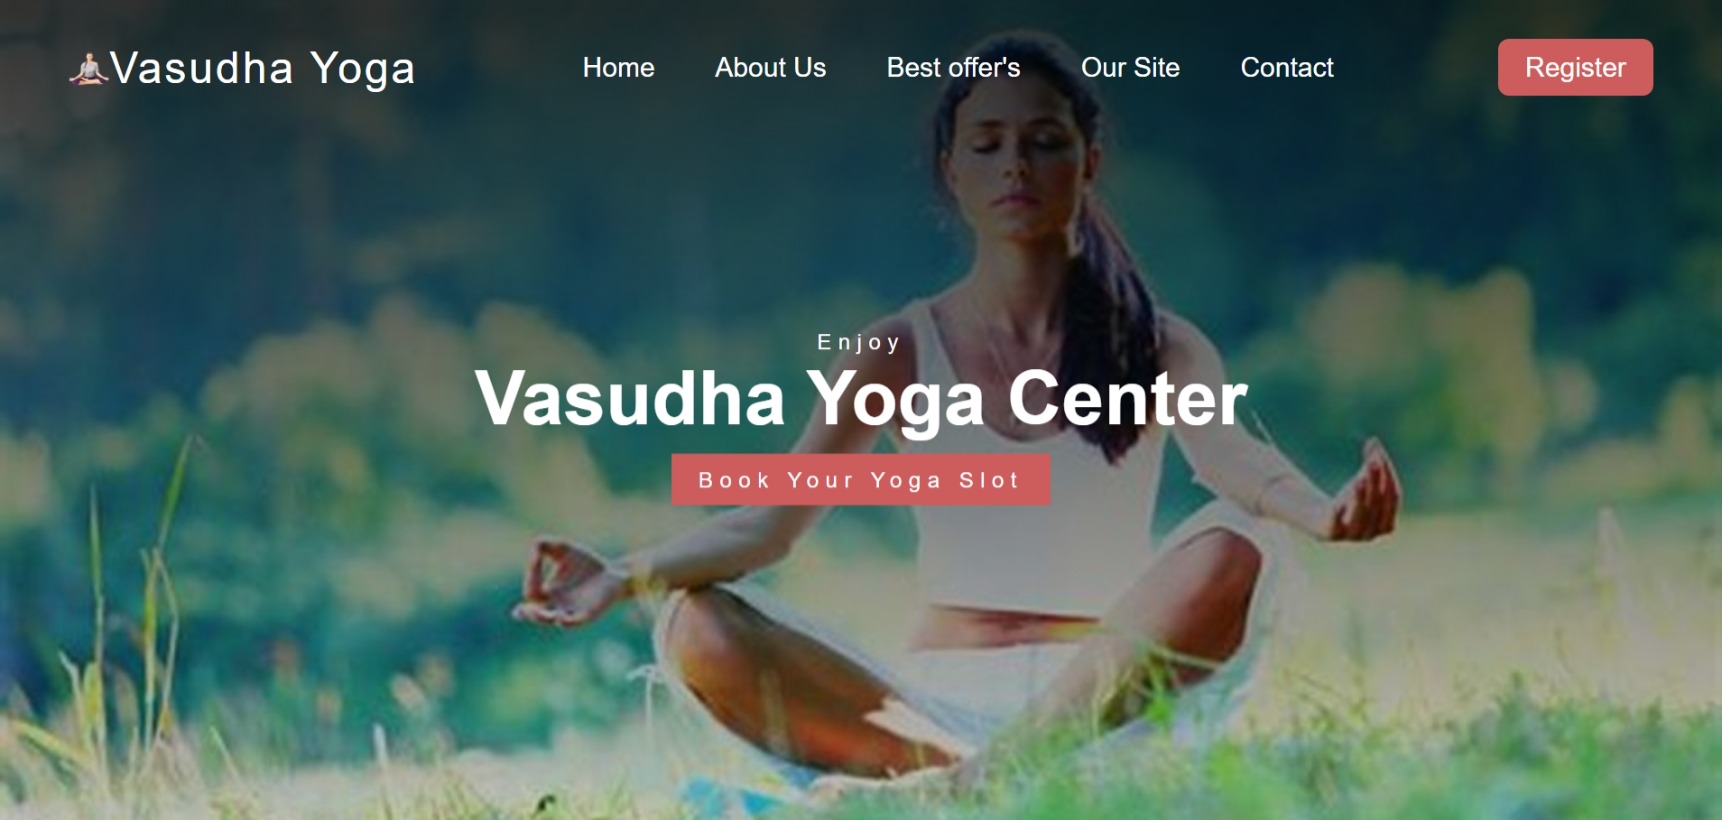 Vasudha Yoga
Home About Us Best offer's Our Site Contact
Register
Enjoy
Vasudha Yoga Center
Book Your Yoga Slot